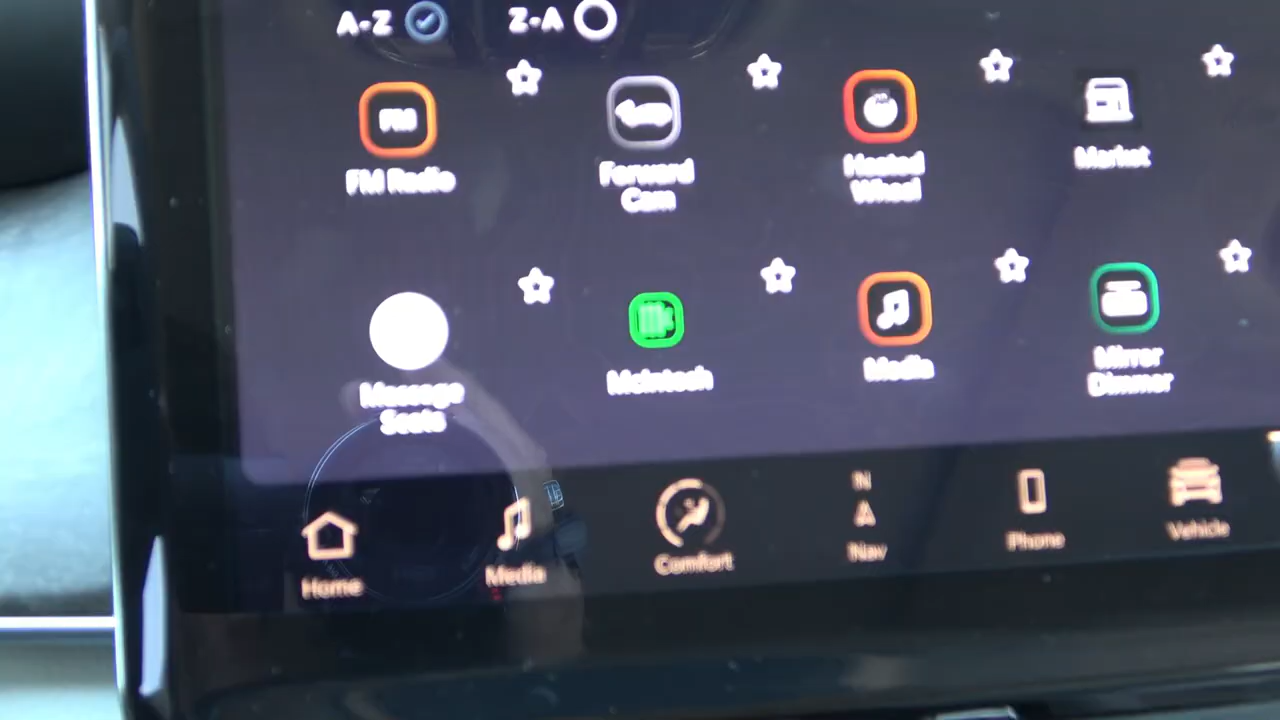 A-Z
Z-A
FM
FM Radio
Forward
Cam
Heated
Wheel
Market
Massage
Seats
McIntosh
Media
Mirror
Dimmer
Home
Media
Comfort
N
A
Nav
Phone
Vehicle